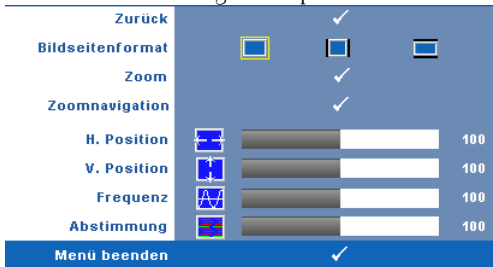 Zurück
Bildseitenformat
Zoom
Zoomnavigation
H. Position 100
V. Position 100
Frequenz 100
Abstimmung 100
Menü beenden